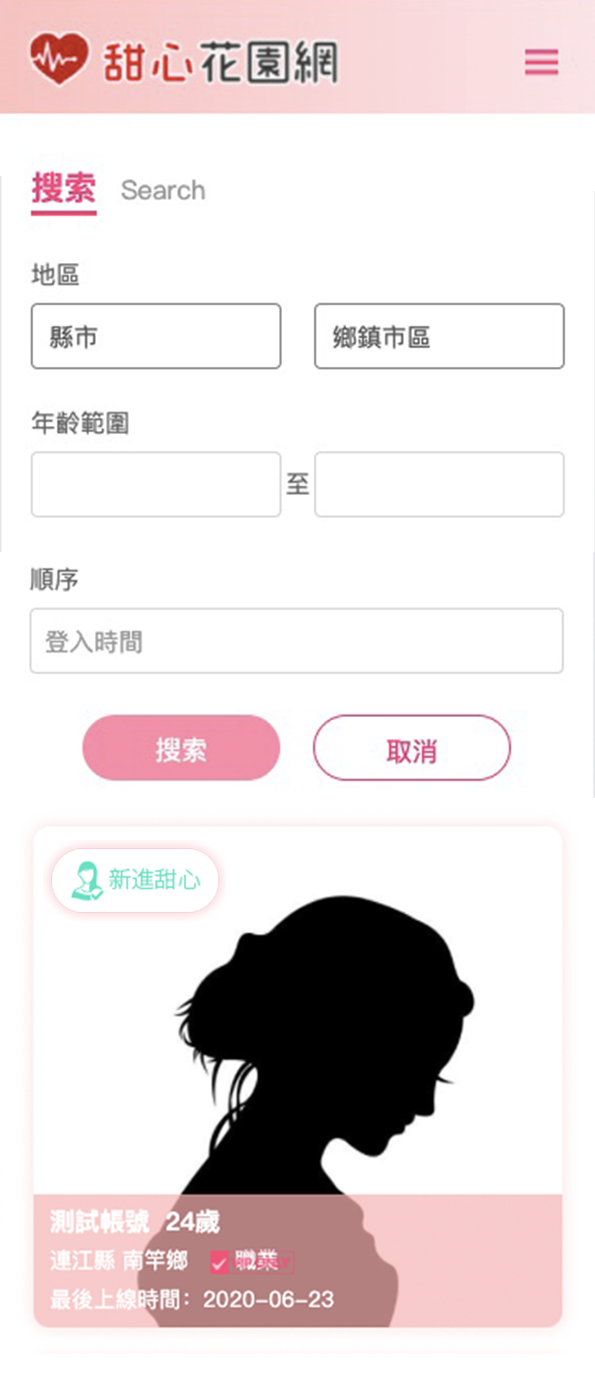 甜心花園網
搜索 Search
地區
縣市 鄉鎮市區
年齡範圍
至
順序
登入時間
搜索 取消
新進甜心
測試帳號 24歲
連江縣 南竿鄉 職業
最後上線時間：2020-06-23